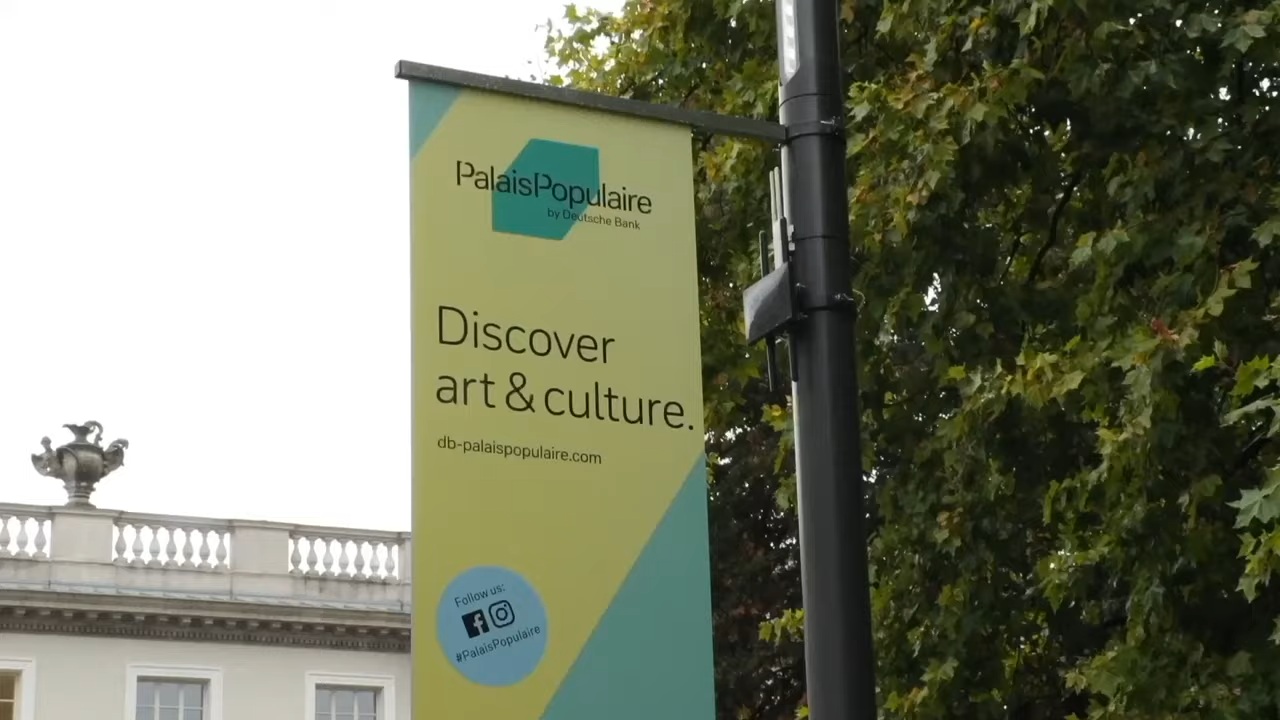 PalaisPopulaire
by Deutsche Bank
Discover
art & culture.
db-palaispopulaire.com
Follow us:
#PalaisPopulaire